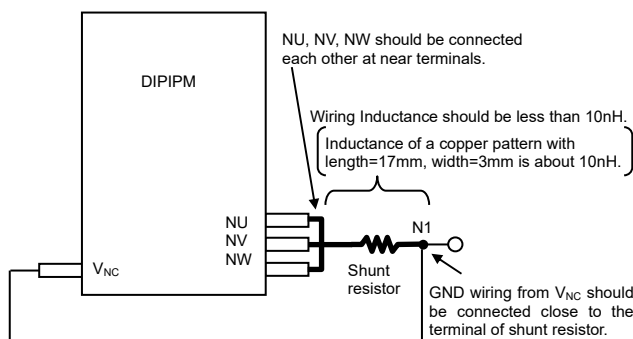 NU, NV, NW should be connected
each other at near terminals.
DIPIPM
Wiring Inductance should be less than 10nH.
Inductance of a copper pattern with
length=17mm, width=3mm is about 10nH.
NU
NV
NW
N1
VNC
Shunt
resistor
GND wiring from VNC should
be connected close to the
terminal of shunt resistor.